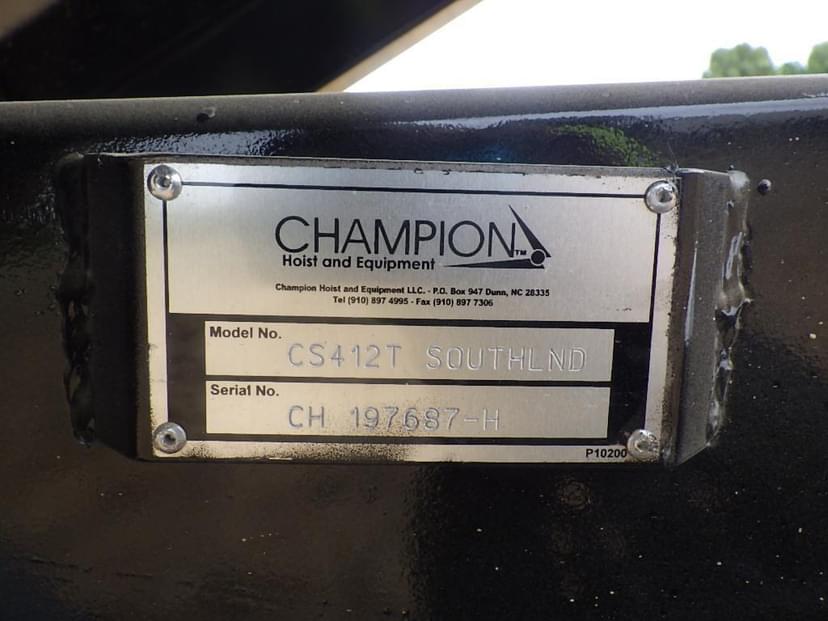 CHAMPION™
Hoist and Equipment
Champion Hoist and Equipment LLC. - P.O. Box 947 Dunn, NC 28335
Tel (910) 897 4995 - Fax (910) 897 7306
Model No.
CS412T SOUTHLND
Serial No.
CH 197687-H
P10200